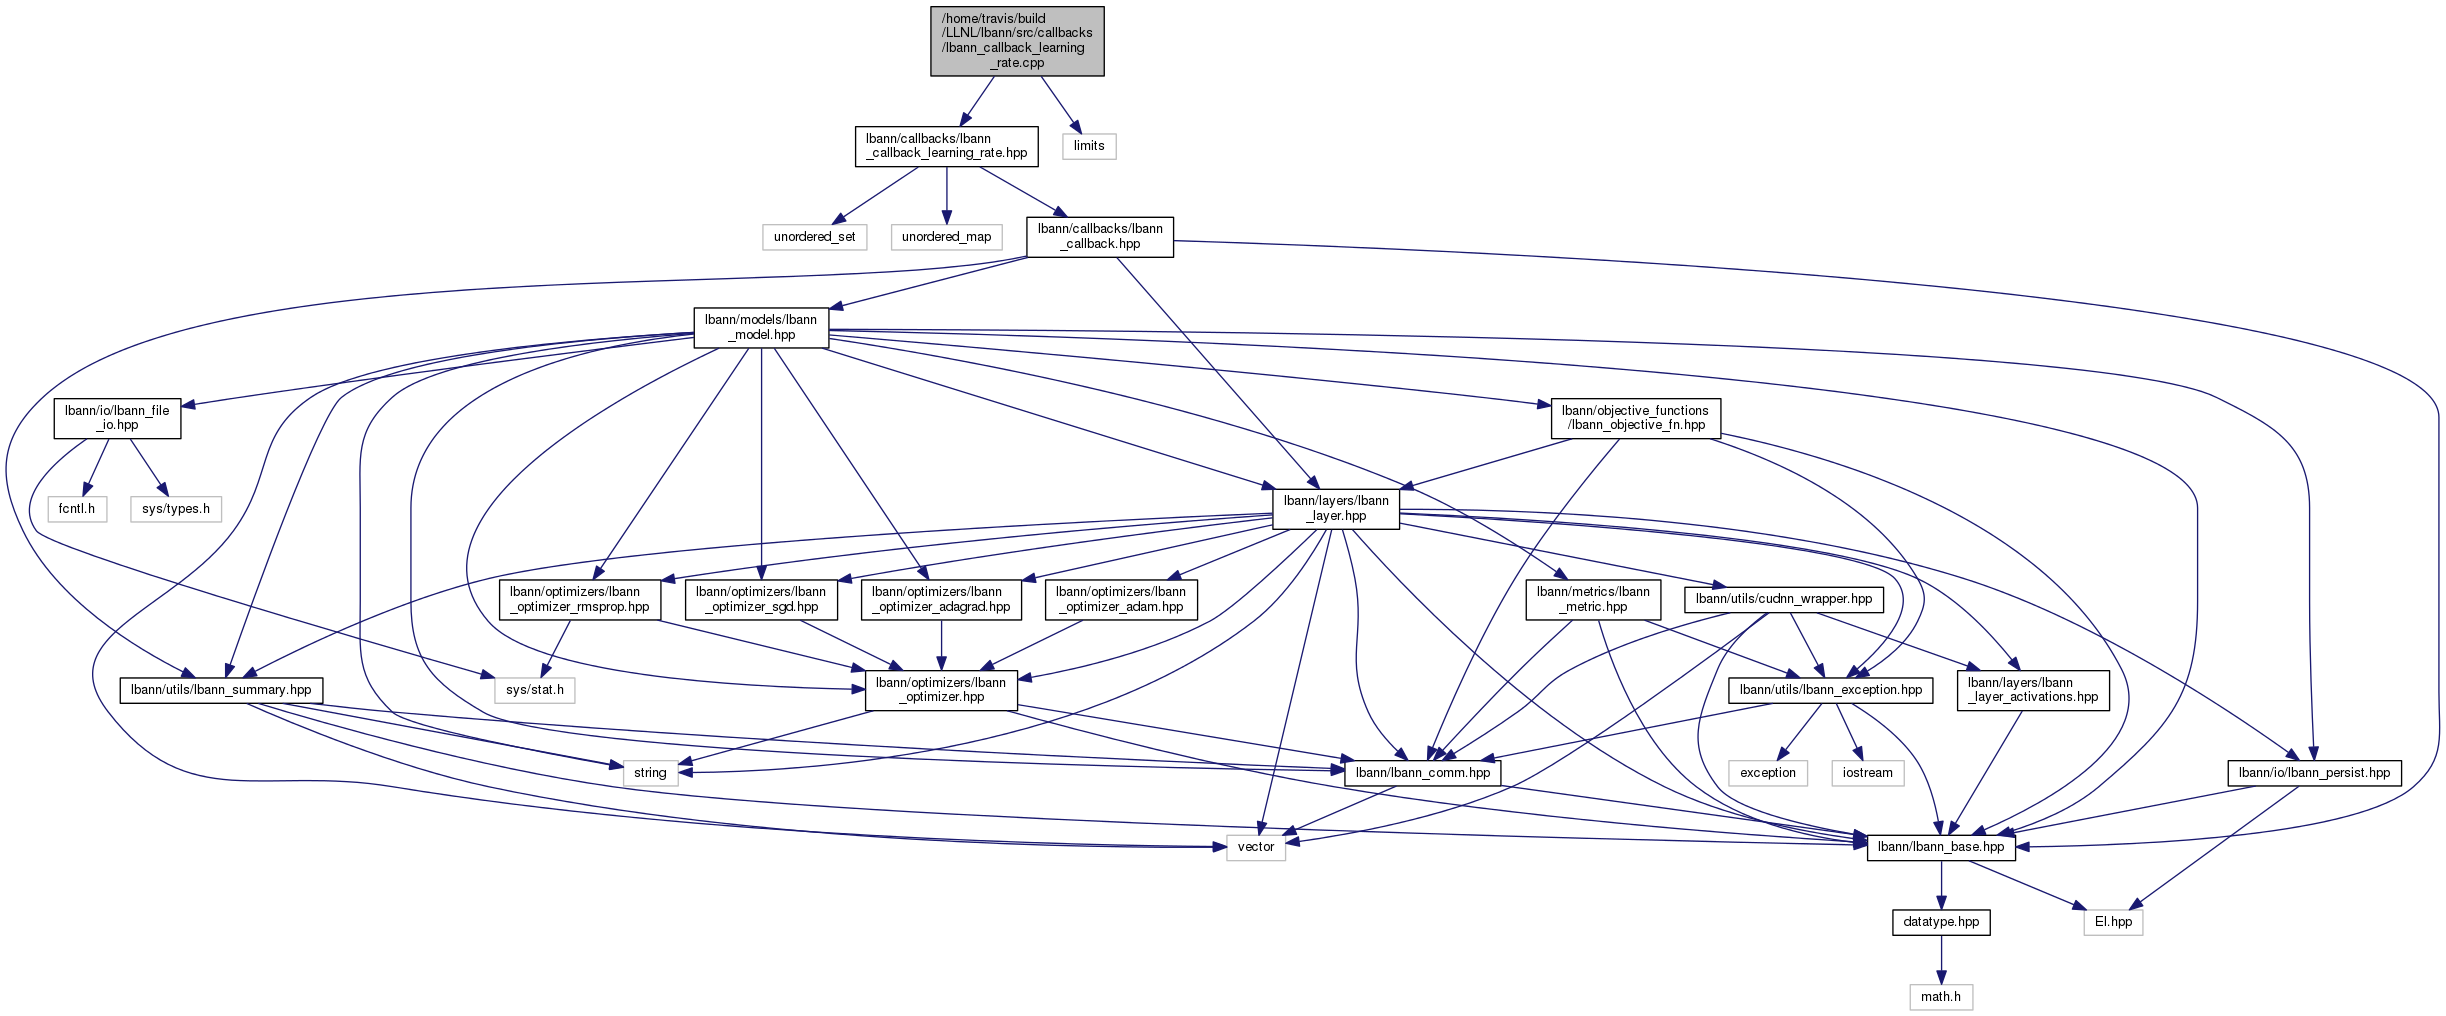 /home/travis/build
/LLNL/lbann/src/callbacks
/lbann_callback_learning
_rate.cpp
lbann/callbacks/lbann
_callback_learning_rate.hpp
limits
unordered_set
unordered_map
lbann/callbacks/lbann
_callback.hpp
lbann/models/lbann
_model.hpp
lbann/io/lbann_file
_io.hpp
lbann/objective_functions
/lbann_objective_fn.hpp
fcntl.h
sys/types.h
lbann/layers/lbann
_layer.hpp
lbann/optimizers/lbann
_optimizer_rmsprop.hpp
lbann/optimizers/lbann
_optimizer_sgd.hpp
lbann/optimizers/lbann
_optimizer_adagrad.hpp
lbann/optimizers/lbann
_optimizer_adam.hpp
lbann/metrics/lbann
_metric.hpp
lbann/utils/cudnn_wrapper.hpp
lbann/utils/lbann_summary.hpp
sys/stat.h
lbann/optimizers/lbann
_optimizer.hpp
lbann/utils/lbann_exception.hpp
lbann/layers/lbann
_layer_activations.hpp
string
lbann/lbann_comm.hpp
exception
iostream
lbann/io/lbann_persist.hpp
vector
lbann/lbann_base.hpp
datatype.hpp
El.hpp
math.h